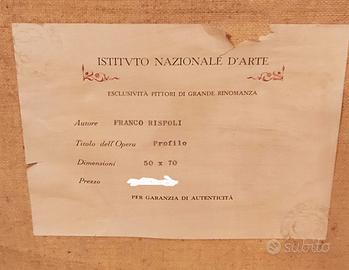 ISTITVTO NAZIONALE D'ARTE
ESCLUSIVITÀ PITTORI DI GRANDE RINOMANZA
Autore FRANCO RISPOLI
Titolo dell'Opera Profilo
Dimensioni 50 x 70
Prezzo
PER GARANZIA DI AUTENTICITÀ
subito